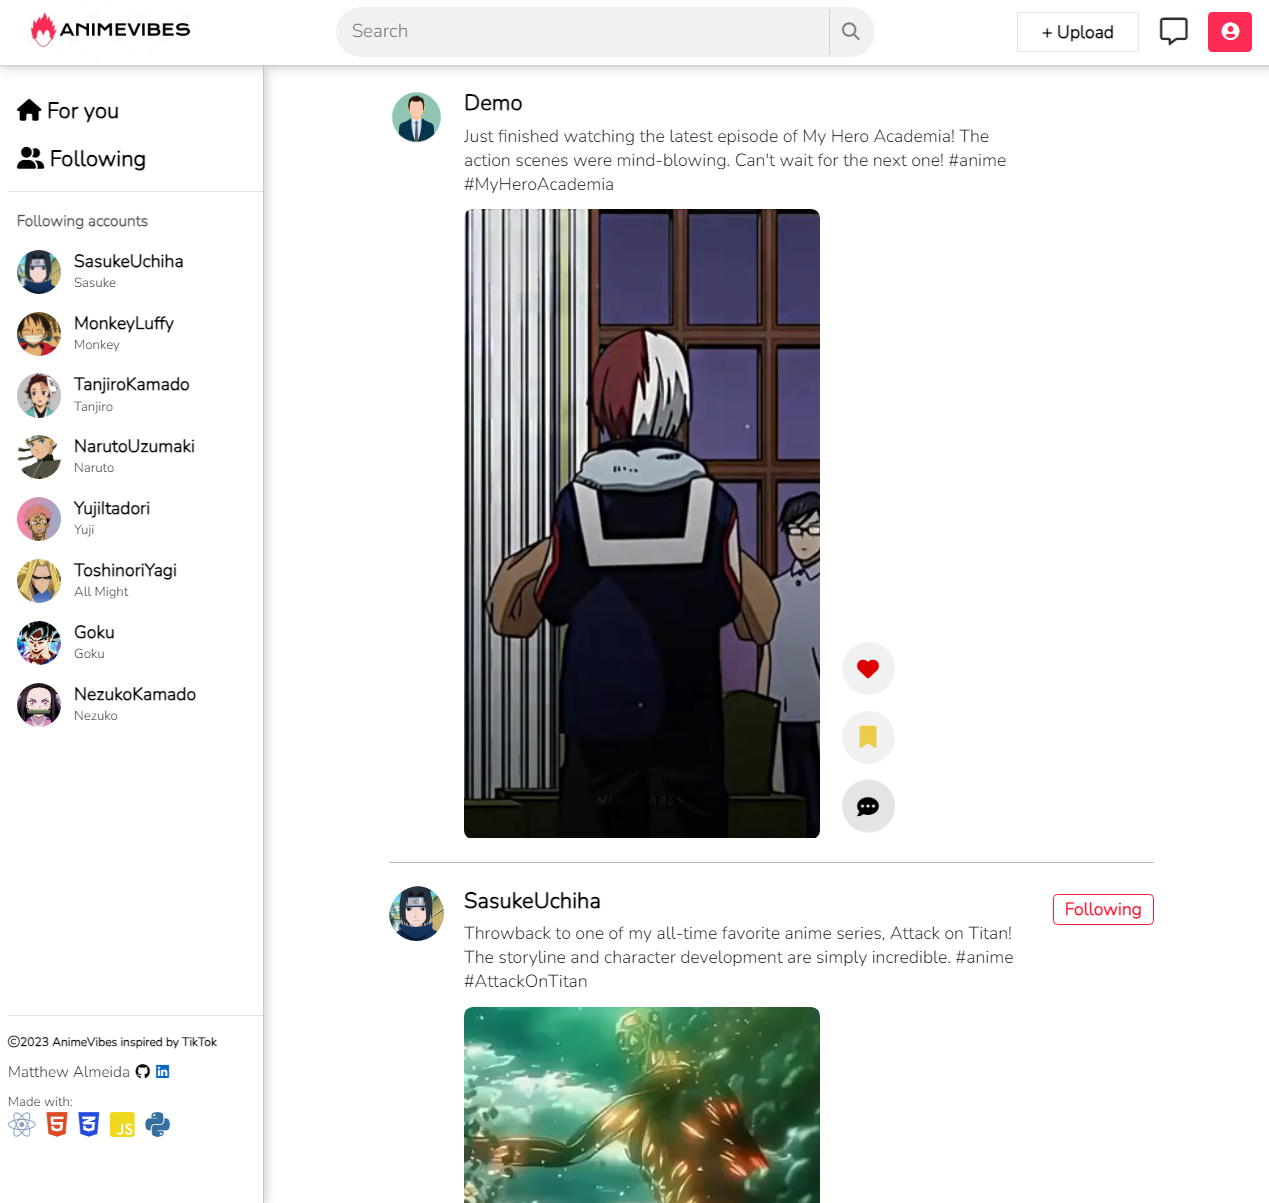 ANIMEVIBES
Search
+ Upload
For you
Following
Following accounts
SasukeUchiha
Sasuke
MonkeyLuffy
Monkey
TanjiroKamado
Tanjiro
NarutoUzumaki
Naruto
YujiItadori
Yuji
ToshinoriYagi
All Might
Goku
Goku
NezukoKamado
Nezuko
©2023 AnimeVibes inspired by TikTok
Matthew Almeida
Made with:
JS
Demo
Just finished watching the latest episode of My Hero Academia! The
action scenes were mind-blowing. Can't wait for the next one! #anime
#MyHeroAcademia
SasukeUchiha
Following
Throwback to one of my all-time favorite anime series, Attack on Titan!
The storyline and character development are simply incredible. #anime
#AttackOnTitan